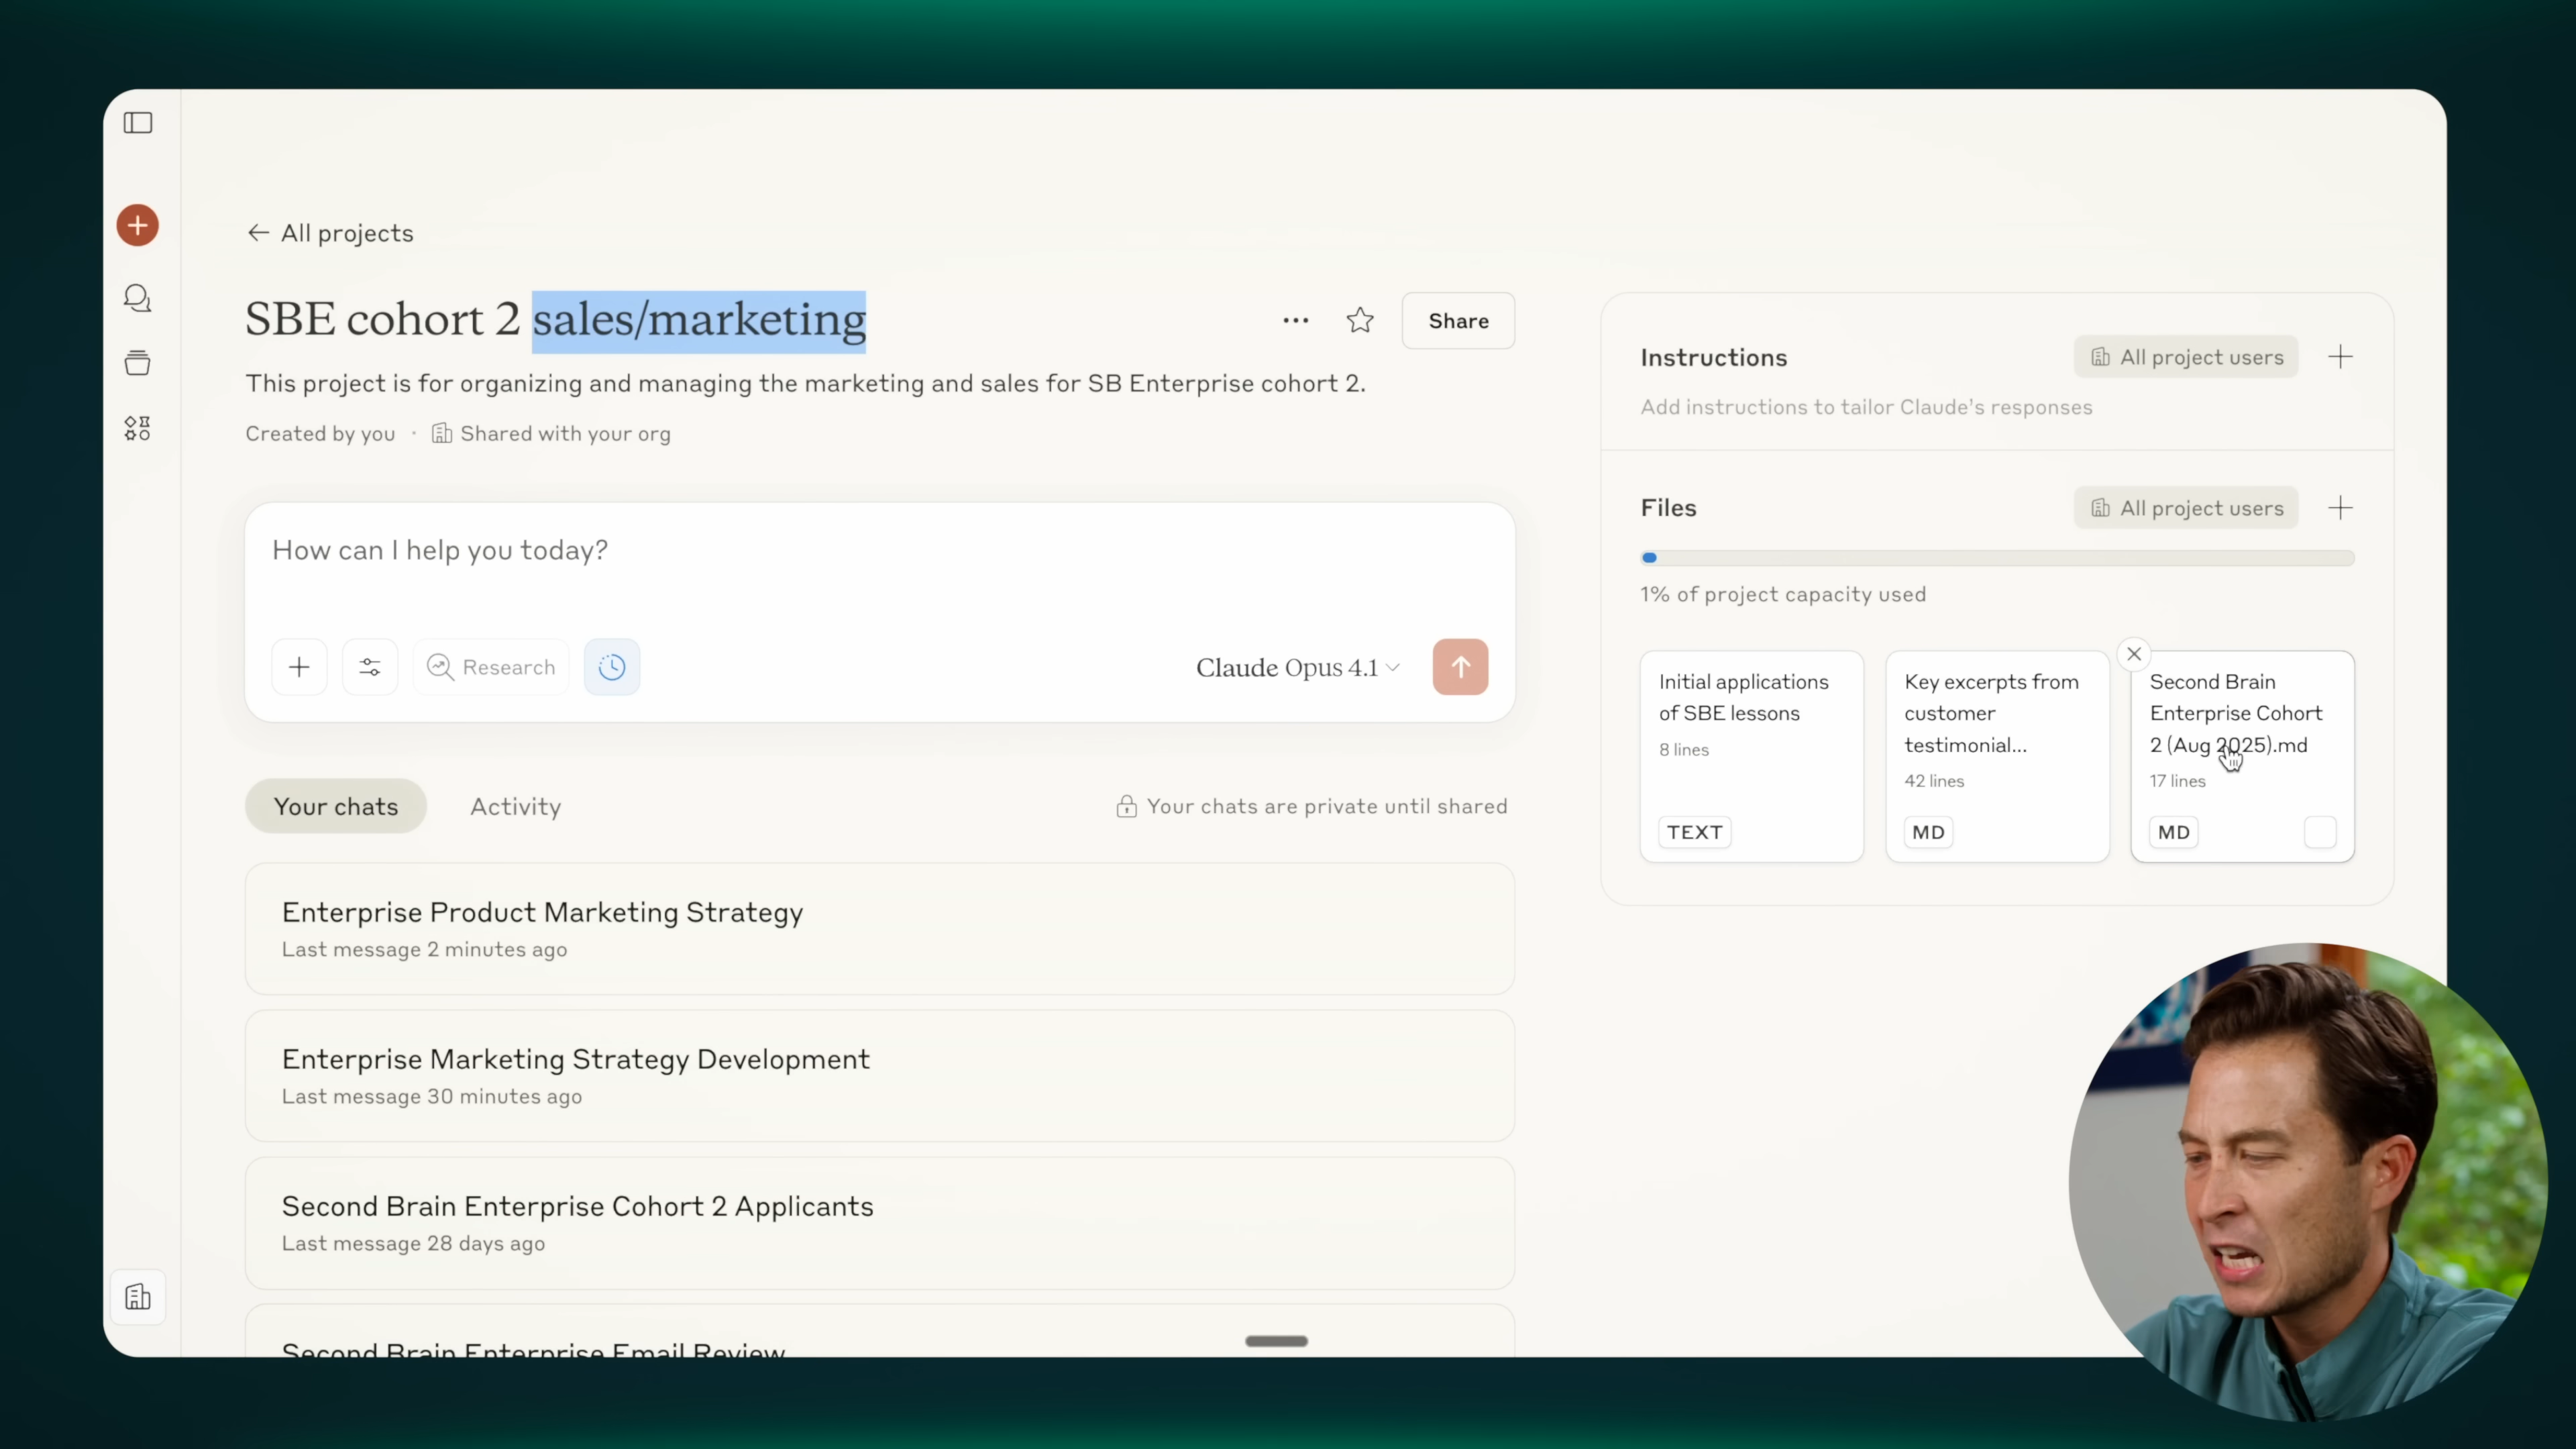 All projects
SBE cohort 2 sales/marketing
Share
This project is for organizing and managing the marketing and sales for SB Enterprise cohort 2.
Created by you · Shared with your org
How can I help you today?
Research
Claude Opus 4.1
Your chats
Activity
Your chats are private until shared
Enterprise Product Marketing Strategy
Last message 2 minutes ago
Enterprise Marketing Strategy Development
Last message 30 minutes ago
Second Brain Enterprise Cohort 2 Applicants
Last message 28 days ago
Second Brain Enterprise Email Review
Instructions
All project users
Add instructions to tailor Claude's responses
Files
All project users
1% of project capacity used
Initial applications
of SBE lessons
8 lines
TEXT
Key excerpts from
customer
testimonial...
42 lines
MD
Second Brain
Enterprise Cohort
2 (Aug 2025).md
17 lines
MD